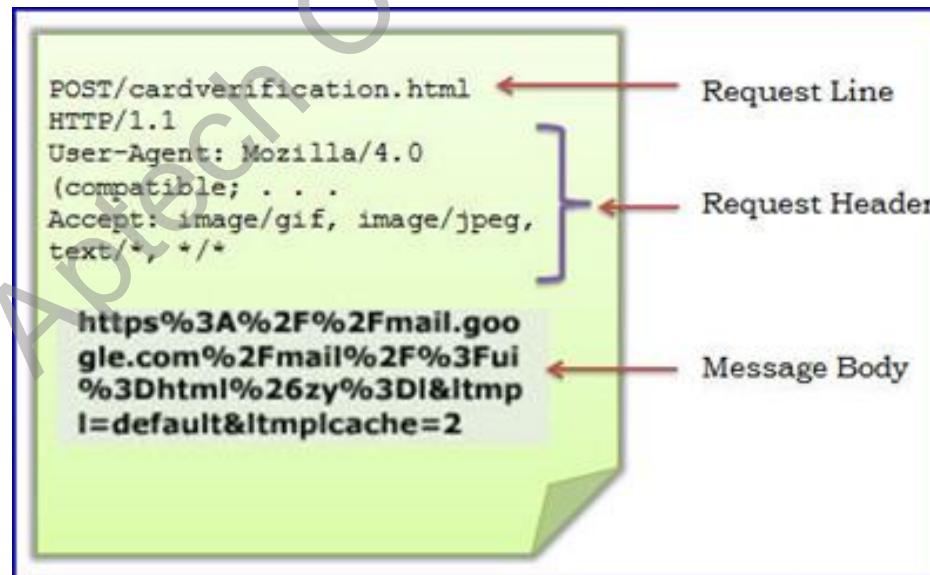 POST/cardverification.html
HTTP/1.1
User-Agent: Mozilla/4.0
(compatible; . . .
Accept: image/gif, image/jpeg,
text/*, */*
https%3A%2F%2Fmail.goo
gle.com%2Fmail%2F%3Fui
%3Dhtml%26zy%3Dl&ltmp
l=default&ltmplcache=2
Request Line
Request Header
Message Body
Aptech